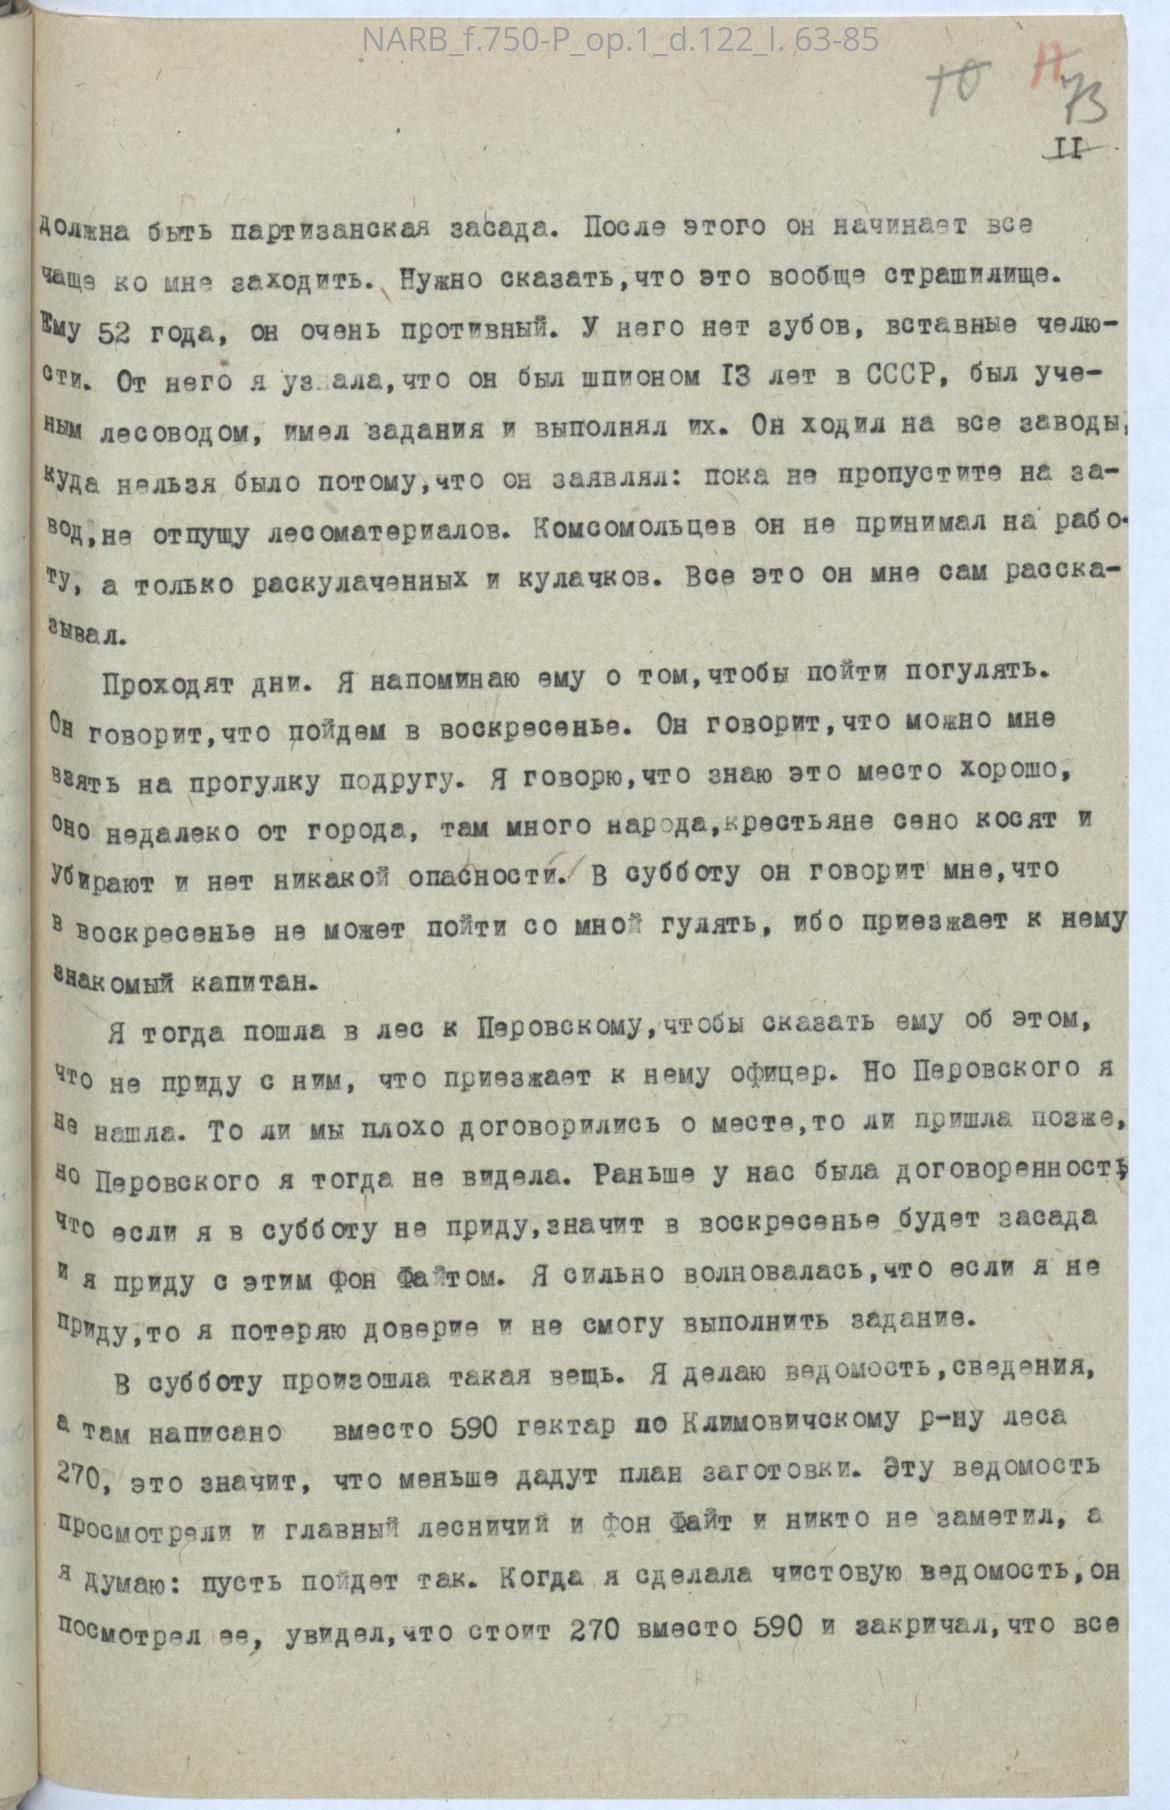 NARB_f.750-P_op.1_d.122_l. 63-85
73
II
должна быть партизанская засада. После этого он начинает все
чаще ко мне заходить. Нужно сказать,что это вообще страшилище.
Ему 52 года, он очень противный. У него нет зубов, вставные челю-
сти. От него я узнала,что он был шпионом 13 лет в СССР, был уче-
ным лесоводом, имел задания и выполнял их. Он ходил на все заводы,
куда нельзя было потому,что он заявлял: пока не пропустите на за-
вод,не отпущу лесоматериалов. Комсомольцев он не принимал на рабо-
ту, а только раскулаченных и кулачков. Все это он мне сам расска-
зывал.
Проходят дни. Я напоминаю ему о том,чтобы пойти погулять.
Он говорит,что пойдем в воскресенье. Он говорит,что можно мне
взять на прогулку подругу. Я говорю,что знаю это место хорошо,
оно недалеко от города, там много народа,крестьяне сено косят и
убирают и нет никакой опасности. В субботу он говорит мне,что
в воскресенье не может пойти со мной гулять, ибо приезжает к нему
знакомый капитан.
Я тогда пошла в лес к Перовскому,чтобы сказать ему об этом,
что не приду с ним, что приезжает к нему офицер. Но Перовского я
не нашла. То ли мы плохо договорились о месте,то ли пришла позже,
но Перовского я тогда не видела. Раньше у нас была договоренность,
что если я в субботу не приду,значит в воскресенье будет засада
и я приду с этим фон Файтом. Я сильно волновалась,что если я не
приду,то я потеряю доверие и не смогу выполнить задание.
В субботу произошла такая вещь. Я делаю ведомость,сведения,
а там написано вместо 590 гектар по Климовичскому р-ну леса
270, это значит, что меньше дадут план заготовки. Эту ведомость
просмотрели и главный лесничий и фон Файт и никто не заметил, а
я думаю: пусть пойдет так. Когда я сделала чистовую ведомость,он
посмотрел ее, увидел,что стоит 270 вместо 590 и закричал,что все